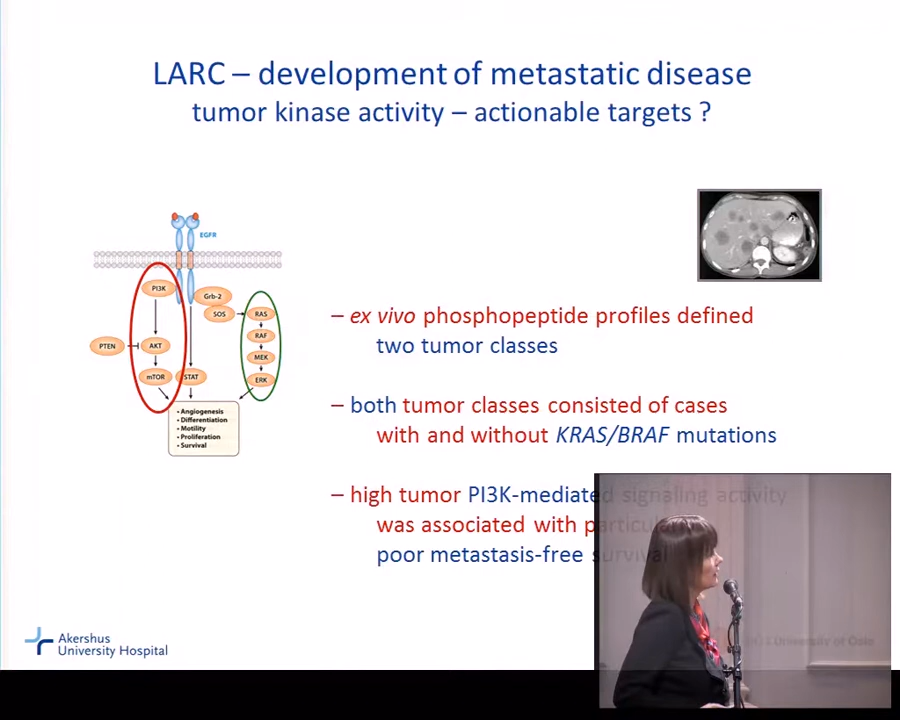 LARC – development of metastatic disease
tumor kinase activity – actionable targets ?
EGFR
PI3K
Grb-2
SOS
RAS
PTEN
AKT
RAF
MEK
mTOR
STAT
ERK
• Angiogenesis
• Differentiation
• Motility
• Proliferation
• Survival
– ex vivo phosphopeptide profiles defined
two tumor classes
– both tumor classes consisted of cases
with and without KRAS/BRAF mutations
– high tumor PI3K-mediated signaling activity
was associated with particularly
poor metastasis-free survival
Akershus
University Hospital
University of Oslo